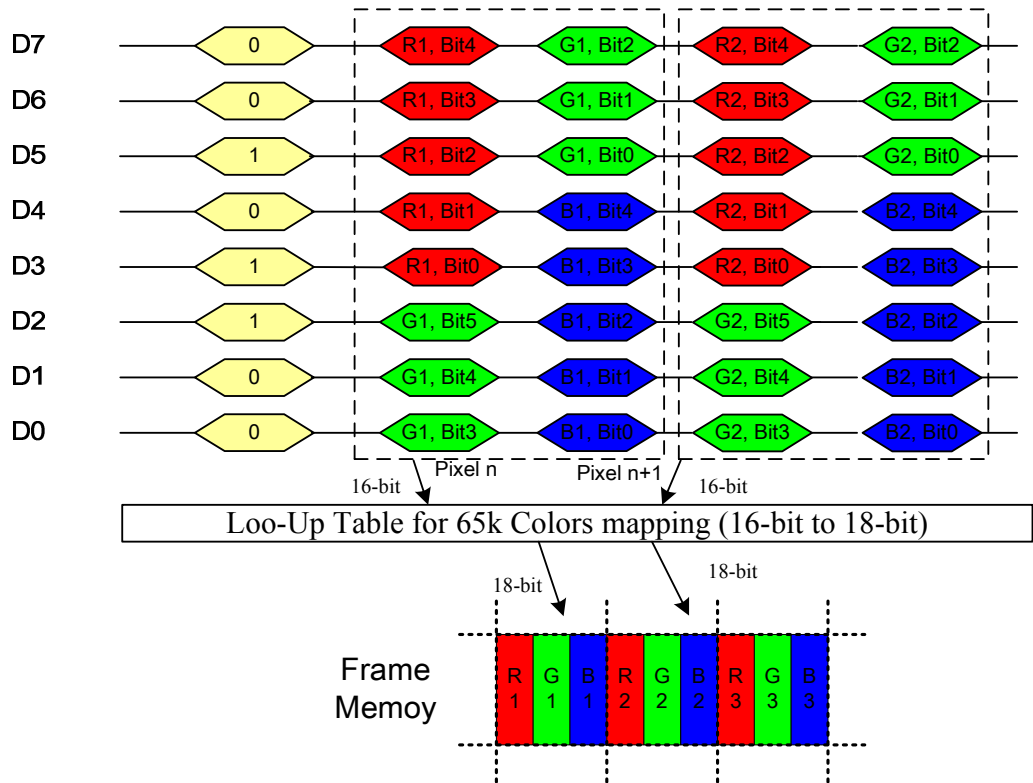 D7 0 R1, Bit4 G1, Bit2 R2, Bit4 G2, Bit2
D6 0 R1, Bit3 G1, Bit1 R2, Bit3 G2, Bit1
D5 1 R1, Bit2 G1, Bit0 R2, Bit2 G2, Bit0
D4 0 R1, Bit1 B1, Bit4 R2, Bit1 B2, Bit4
D3 1 R1, Bit0 B1, Bit3 R2, Bit0 B2, Bit3
D2 1 G1, Bit5 B1, Bit2 G2, Bit5 B2, Bit2
D1 0 G1, Bit4 B1, Bit1 G2, Bit4 B2, Bit1
D0 0 G1, Bit3 B1, Bit0 G2, Bit3 B2, Bit0
Pixel n Pixel n+1
16-bit 16-bit
Loo-Up Table for 65k Colors mapping (16-bit to 18-bit)
18-bit 18-bit
Frame
Memoy
R G B R G B R G B
1 1 1 2 2 2 3 3 3